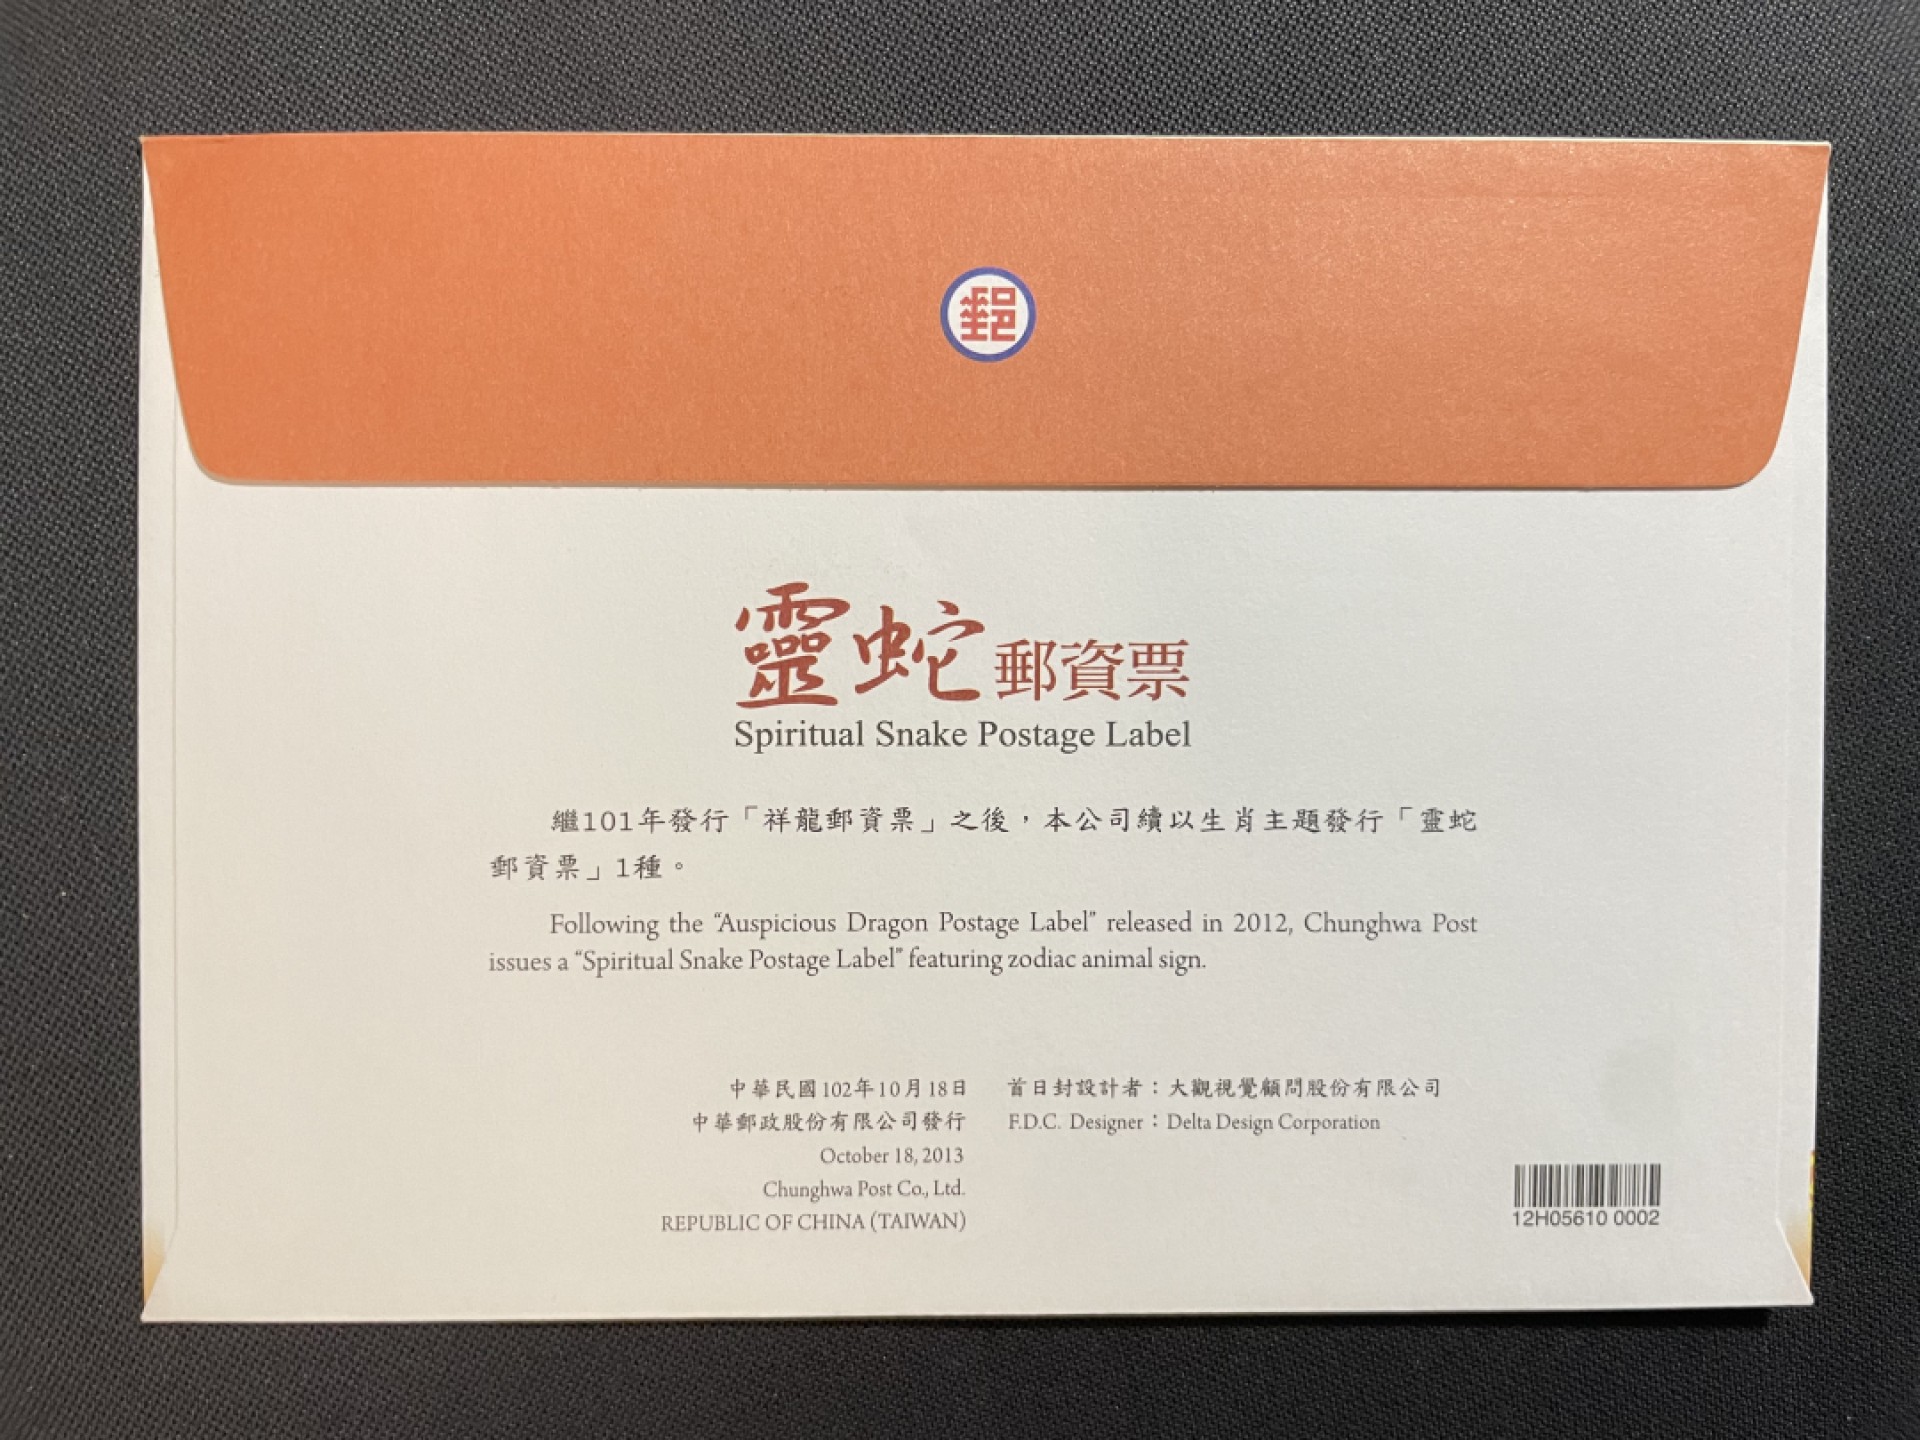 郵
靈蛇郵資票
Spiritual Snake Postage Label
繼101年發行「祥龍郵資票」之後，本公司續以生肖主題發行「靈蛇
郵資票」1種。
Following the “Auspicious Dragon Postage Label” released in 2012, Chunghwa Post
issues a “Spiritual Snake Postage Label” featuring zodiac animal sign.
中華民國102年10月18日
中華郵政股份有限公司發行
October 18, 2013
Chunghwa Post Co., Ltd.
REPUBLIC OF CHINA (TAIWAN)
首日封設計者：大觀視覺顧問股份有限公司
F.D.C. Designer：Delta Design Corporation
12H05610 0002